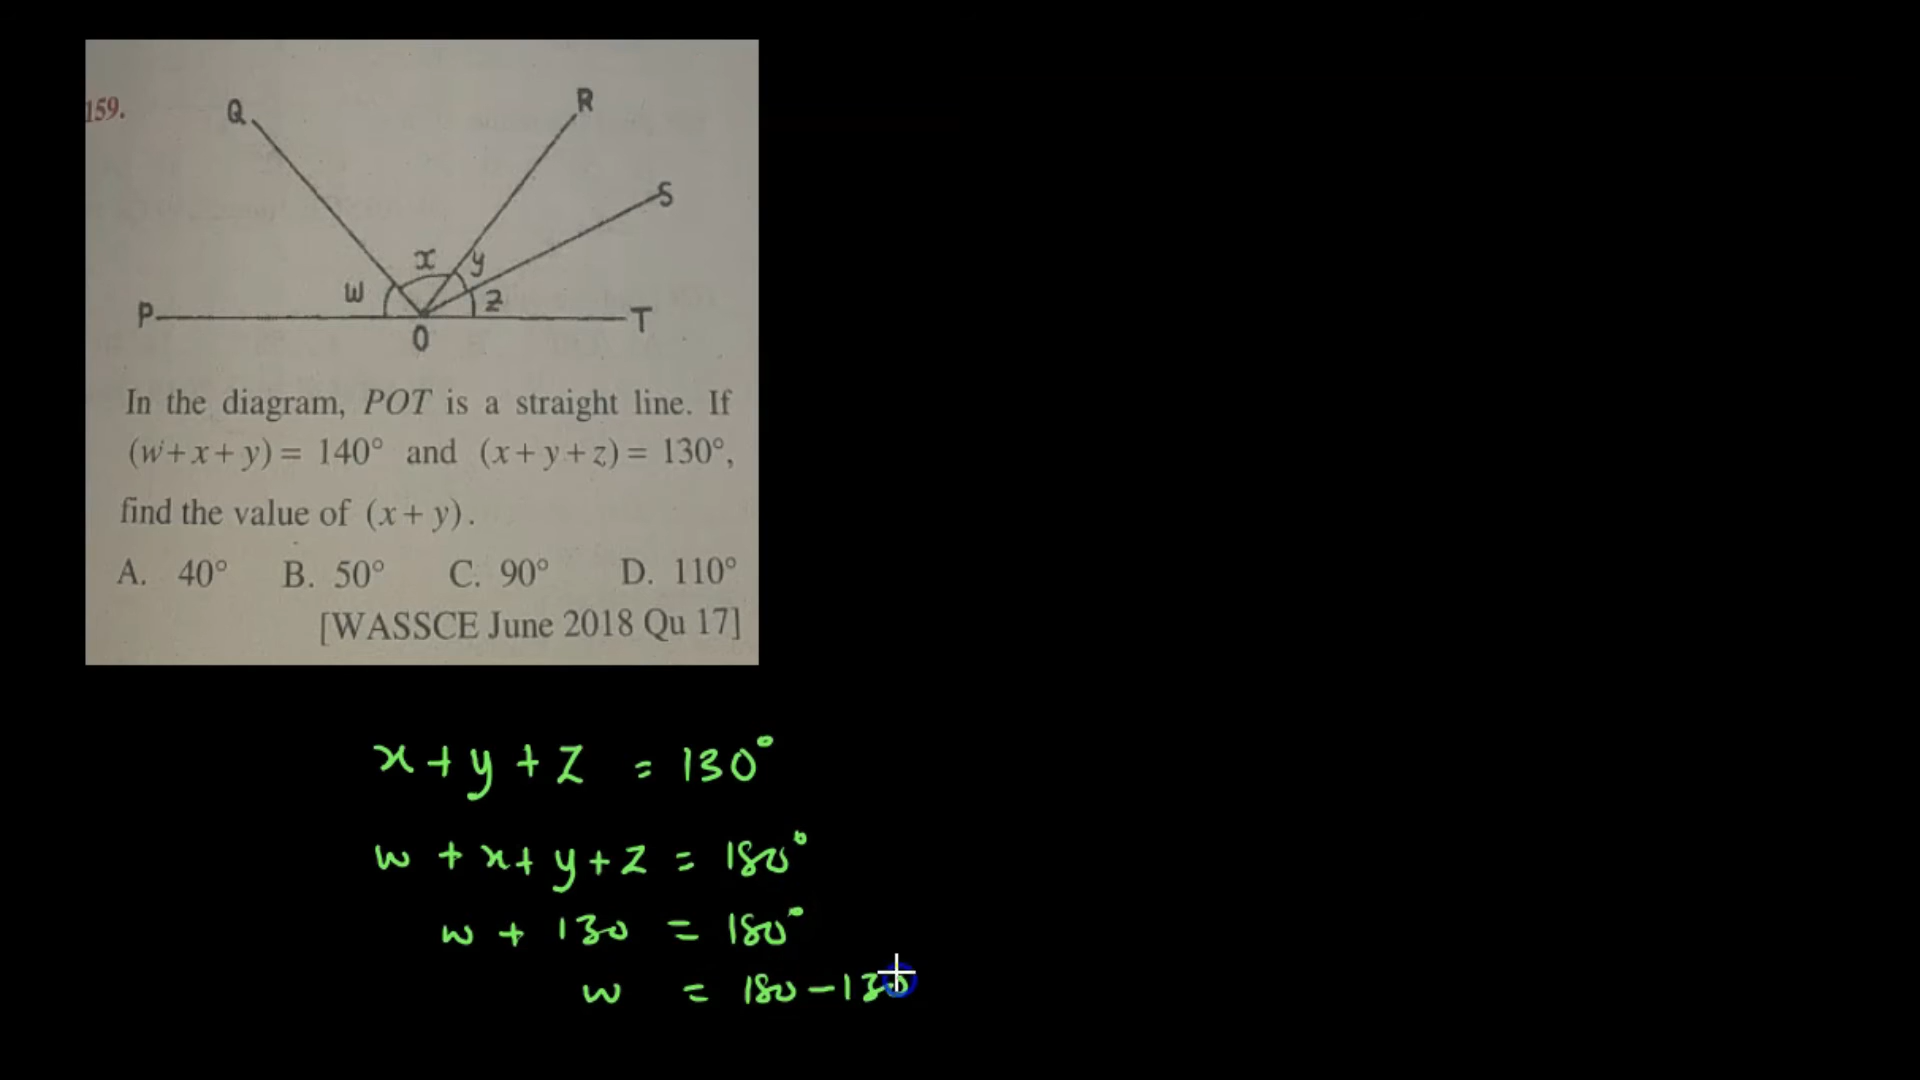 159.
Q
R
S
x
y
w
z
P
T
O
In the diagram, POT is a straight line. If
(w+x+y)= 140° and (x+y+z)= 130°,
find the value of (x+y).
A. 40° B. 50° C. 90° D. 110°
[WASSCE June 2018 Qu 17]
x+y+z = 130°
w+x+y+z = 180°
w + 130 = 180°
w = 180-130